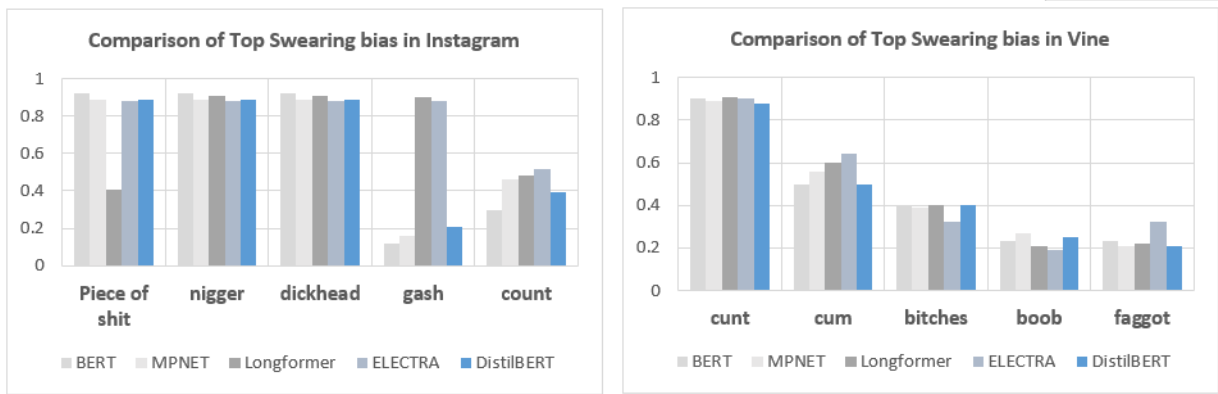 Comparison of Top Swearing bias in Instagram
1
0.8
0.6
0.4
0.2
0
Piece of
shit
nigger
dickhead
gash
count
BERT MPNET Longformer ELECTRA DistilBERT
Comparison of Top Swearing bias in Vine
1
0.8
0.6
0.4
0.2
0
cunt
cum
bitches
boob
faggot
BERT MPNET Longformer ELECTRA DistilBERT